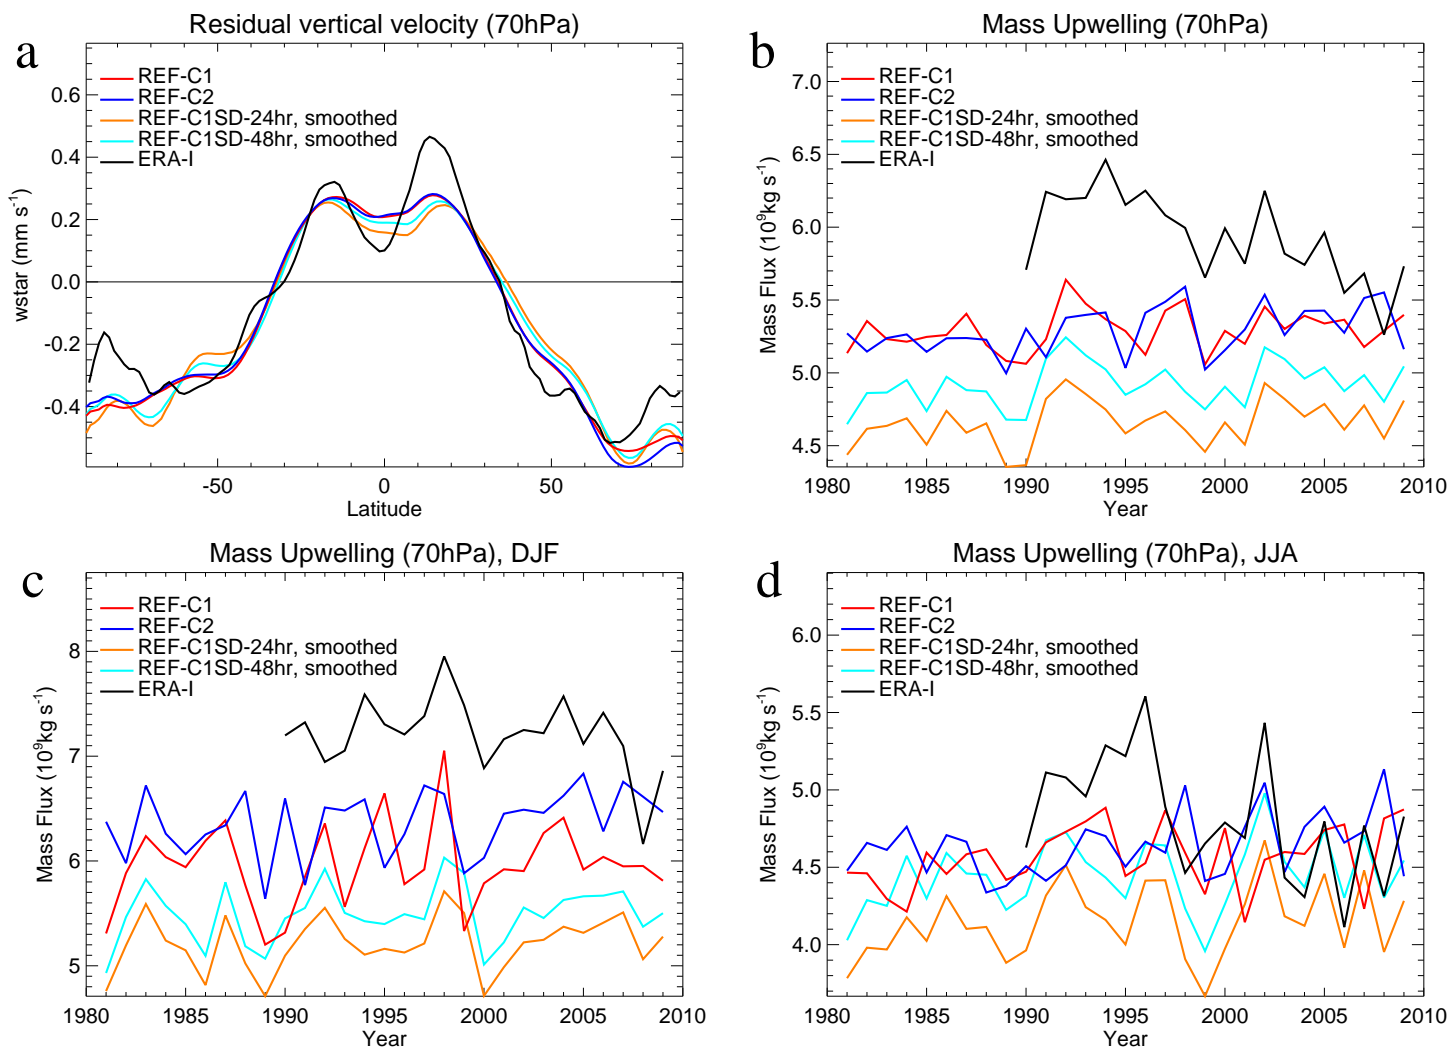 a
Residual vertical velocity (70hPa)
REF-C1
REF-C2
REF-C1SD-24hr, smoothed
REF-C1SD-48hr, smoothed
ERA-I
0.6
0.4
0.2
0.0
-0.2
-0.4
wstar (mm s⁻¹)
-50
0
50
Latitude
b
Mass Upwelling (70hPa)
REF-C1
REF-C2
REF-C1SD-24hr, smoothed
REF-C1SD-48hr, smoothed
ERA-I
7.0
6.5
6.0
5.5
5.0
4.5
Mass Flux (10⁹kg s⁻¹)
1980
1985
1990
1995
2000
2005
2010
Year
c
Mass Upwelling (70hPa), DJF
REF-C1
REF-C2
REF-C1SD-24hr, smoothed
REF-C1SD-48hr, smoothed
ERA-I
8
7
6
5
Mass Flux (10⁹kg s⁻¹)
1980
1985
1990
1995
2000
2005
2010
Year
d
Mass Upwelling (70hPa), JJA
REF-C1
REF-C2
REF-C1SD-24hr, smoothed
REF-C1SD-48hr, smoothed
ERA-I
6.0
5.5
5.0
4.5
4.0
Mass Flux (10⁹kg s⁻¹)
1980
1985
1990
1995
2000
2005
2010
Year